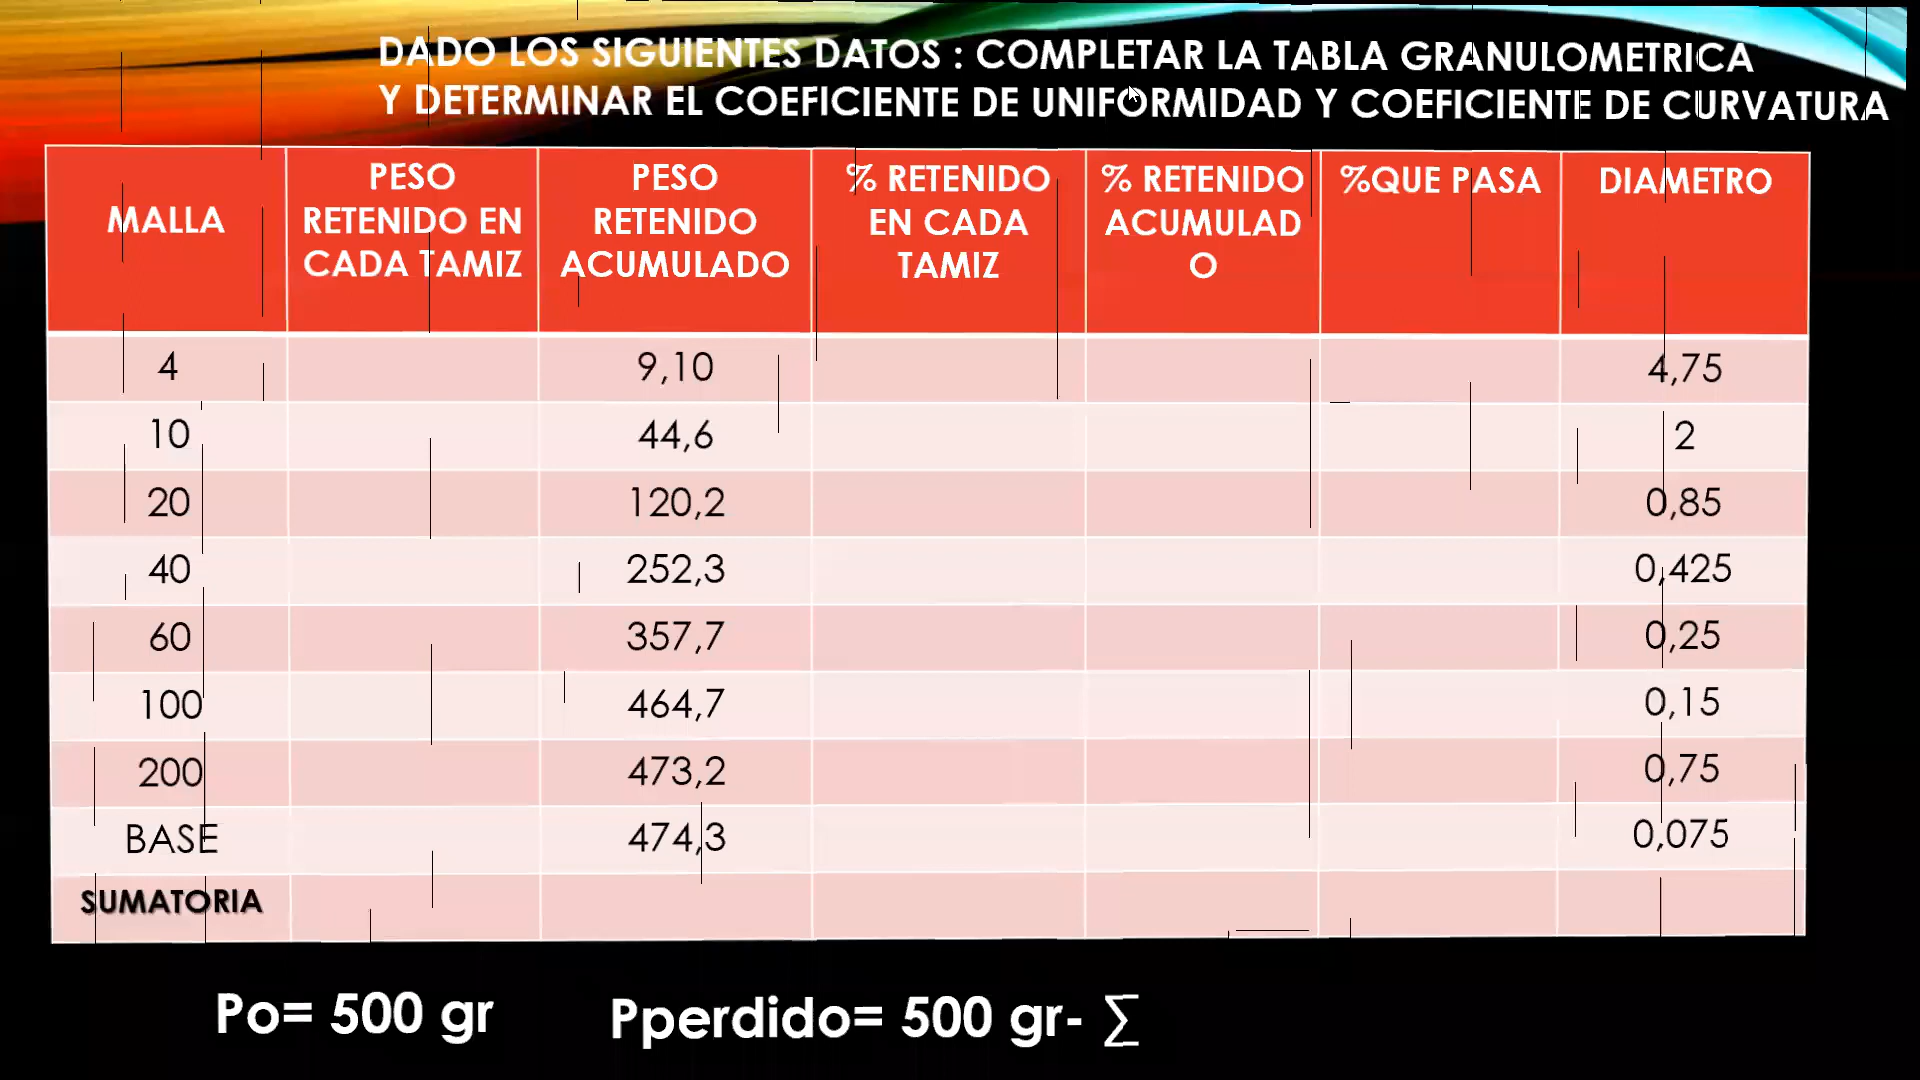 DADO LOS SIGUIENTES DATOS : COMPLETAR LA TABLA GRANULOMETRICA
Y DETERMINAR EL COEFICIENTE DE UNIFORMIDAD Y COEFICIENTE DE CURVATURA
MALLA PESO RETENIDO EN CADA TAMIZ PESO RETENIDO ACUMULADO % RETENIDO EN CADA TAMIZ % RETENIDO ACUMULAD O %QUE PASA DIAMETRO
4 9,10 4,75
10 44,6 2
20 120,2 0,85
40 252,3 0,425
60 357,7 0,25
100 464,7 0,15
200 473,2 0,75
BASE 474,3 0,075
SUMATORIA
Po= 500 gr Pperdido= 500 gr- ∑